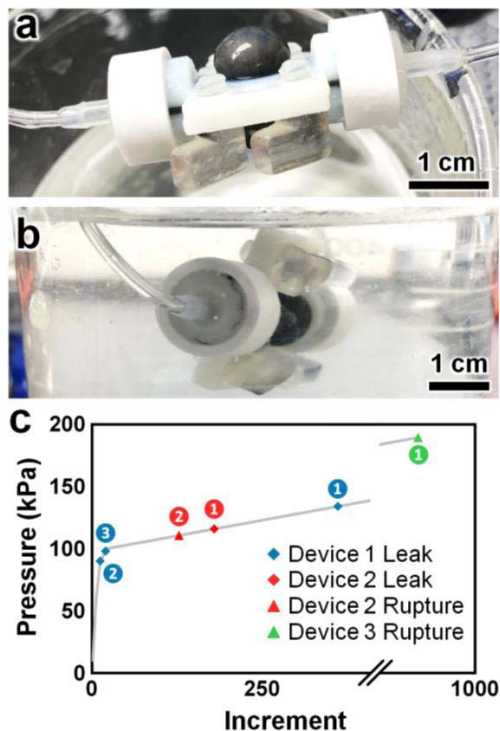 a
1 cm
b
1 cm
c
Pressure (kPa)
200
150
100
50
0
3
2
2
1
1
1
Device 1 Leak
Device 2 Leak
Device 2 Rupture
Device 3 Rupture
0
250
1000
Increment